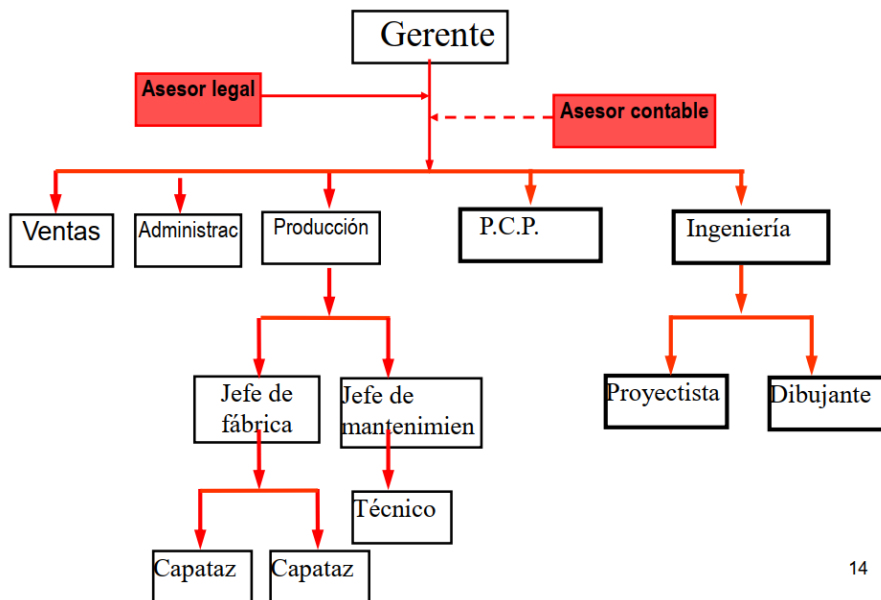 Gerente
Asesor legal
Asesor contable
Ventas
Administrac
Producción
P.C.P.
Ingeniería
Jefe de
fábrica
Jefe de
mantenimien
Proyectista
Dibujante
Técnico
Capataz
Capataz
14